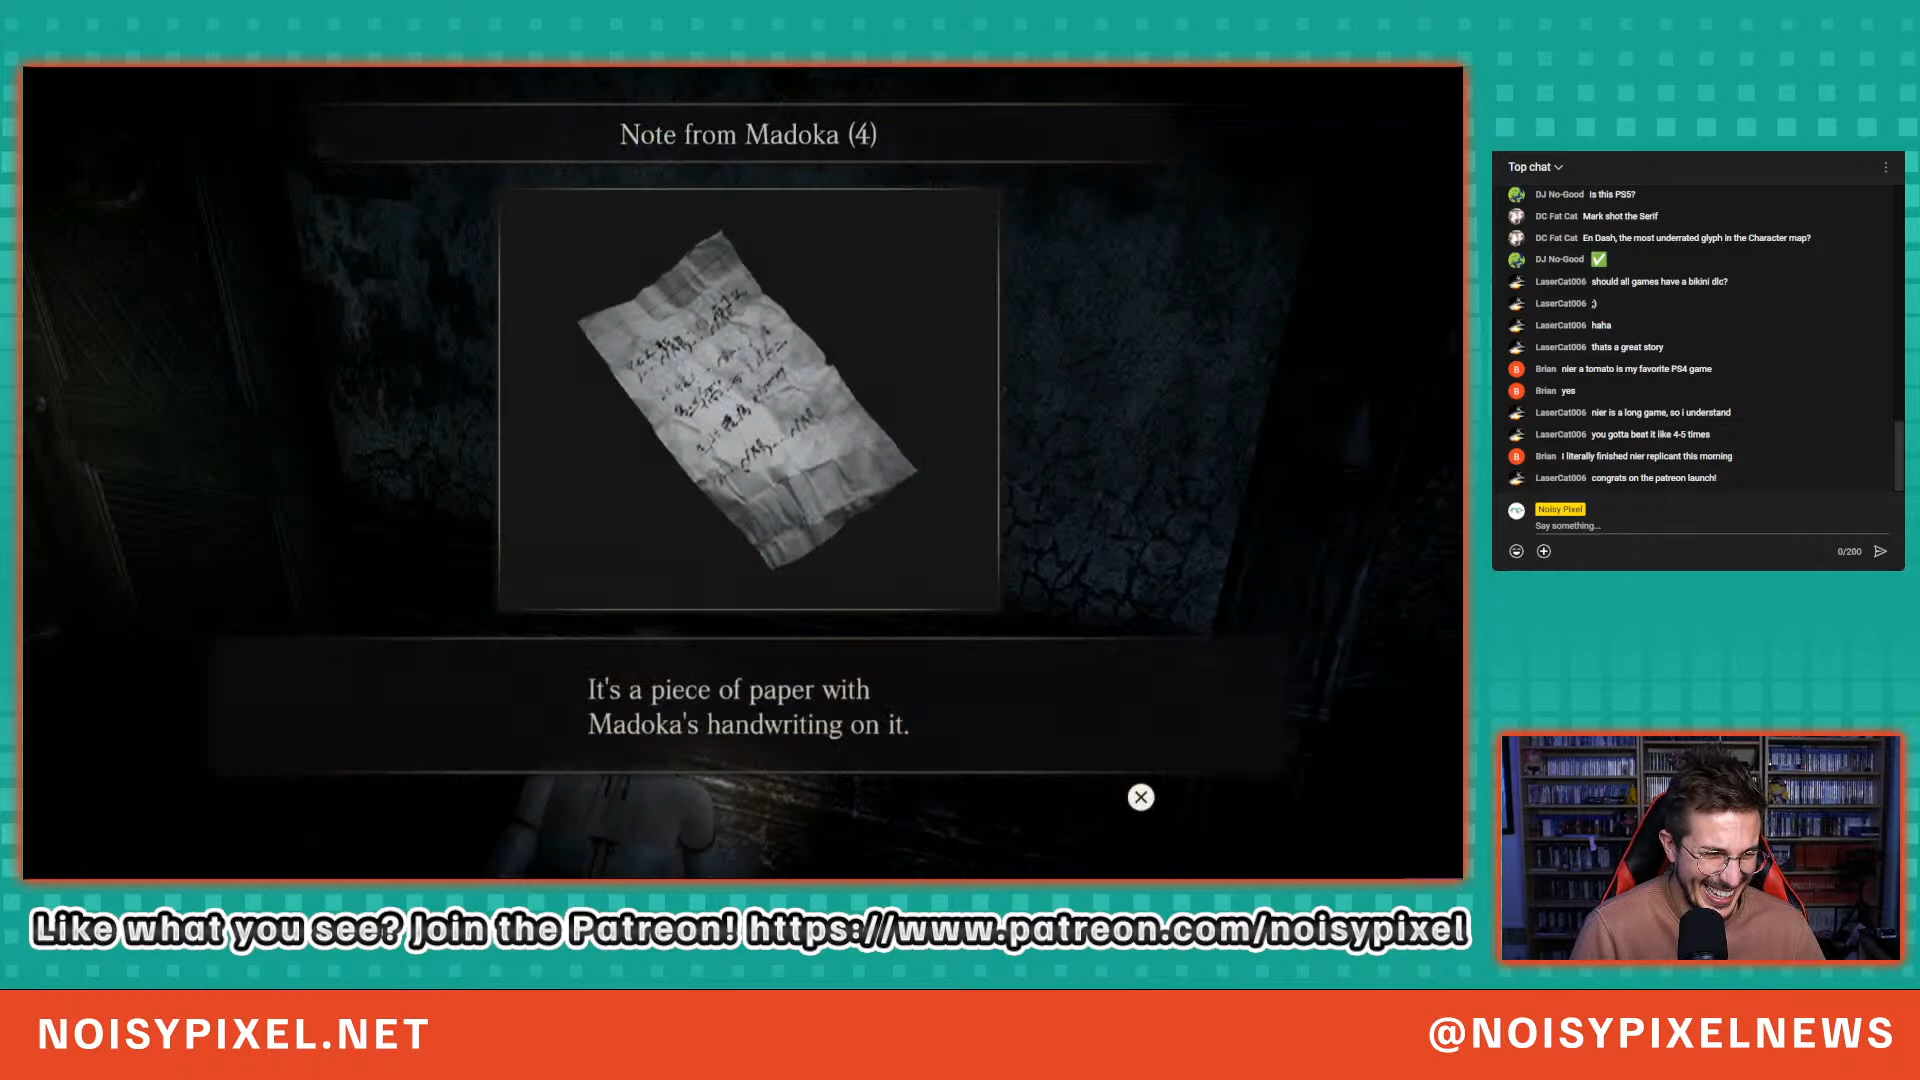 Note from Madoka (4)
It's a piece of paper with
Madoka's handwriting on it.
Top chat
DJ No-Good Is this PS5?
DC Fat Cat Mark shot the Serif
DC Fat Cat En Dash, the most underrated glyph in the Character map?
DJ No-Good ✅
LaserCat006 should all games have a bikini dlc?
LaserCat006 ;)
LaserCat006 haha
LaserCat006 thats a great story
B Brian nier a tomato is my favorite PS4 game
B Brian yes
LaserCat006 nier is a long game, so i understand
LaserCat006 you gotta beat it like 4-5 times
B Brian I literally finished nier replicant this morning
LaserCat006 congrats on the patreon launch!
Noisy Pixel
Say something...
0/200
Like what you see? Join the Patreon! https://www.patreon.com/noisypixel
NOISYPIXEL.NET
@NOISYPIXELNEWS